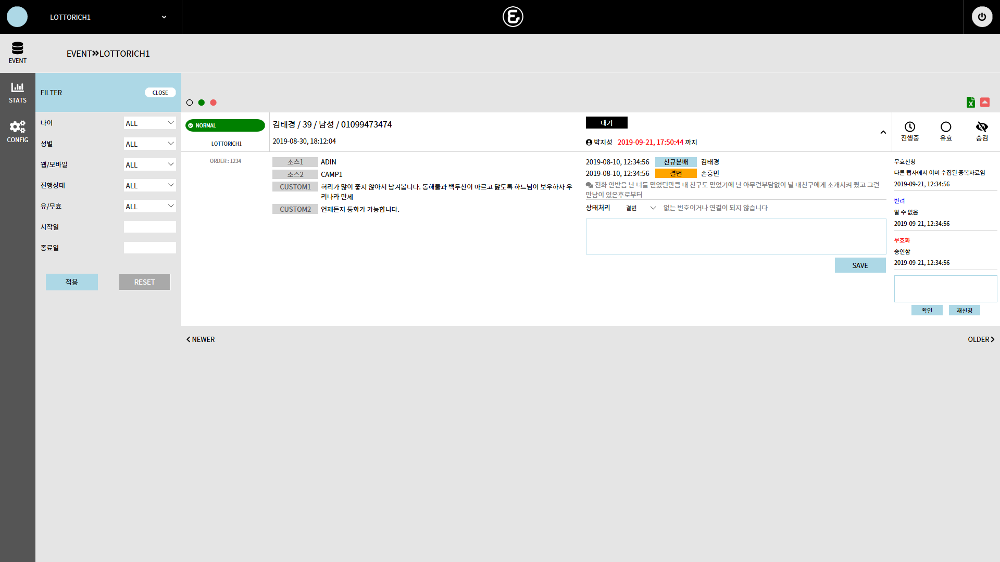 LOTTORICH1
EVENT
EVENT»LOTTORICH1
STATS
CONFIG
FILTER
CLOSE
나이 ALL
성별 ALL
웹/모바일 ALL
진행상태 ALL
유/무효 ALL
시작일
종료일
적용 RESET
NORMAL
LOTTORICH1
ORDER : 1234
김태경 / 39 / 남성 / 01099473474
2019-08-30, 18:12:04
소스1 ADIN
소스2 CAMP1
CUSTOM1 허리가 많이 좋지 않아서 남겨봅니다. 동해물과 백두산이 마르고 닳도록 하느님이 보우하사 우
리나라 만세
CUSTOM2 언제든지 통화가 가능합니다.
대기
박지성 2019-09-21, 17:50:44 까지
2019-08-10, 12:34:56 신규분배 김태경
2019-08-10, 12:34:56 결번 손흥민
전화 안받음 난 너를 믿었던만큼 내 친구도 믿었기에 난 아무런부담없이 널 내친구에게 소개시켜 줬고 그런
만남이 있은후로부터
상태처리 결번 없는 번호이거나 연결이 되지 않습니다
SAVE
진행중 유효 숨김
무효신청
다른 랩사에서 이미 수집된 중복자료임
2019-09-21, 12:34:56
반려
알 수 없음
2019-09-21, 12:34:56
무효화
승인함
2019-09-21, 12:34:56
확인 재신청
NEWER
OLDER